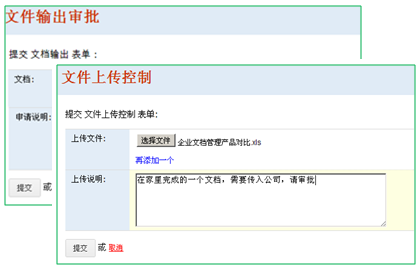 文件输出审批
提交 文档输出 表单：
文档:
申请说明:
提交 或
文件上传控制
提交 文件上传控制 表单:
上传文件: 选择文件 企业文档管理产品对比.xls
再添加一个
上传说明: 在家里完成的一个文档，需要传入公司，请审批
提交 或 取消